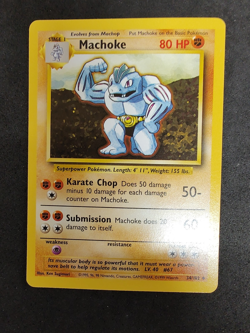 STAGE 1
Evolves from Machop
Put Machoke on the Basic Pokémon
Machoke
80 HP
Superpower Pokémon. Length: 4' 11", Weight: 155 lbs.
Karate Chop Does 50 damage
minus 10 damage for each damage
counter on Machoke.
50-
Submission Machoke does 20
damage to itself.
60
weakness
resistance
Its muscular body is so powerful that it must wear a power
save belt to help regulate its motions. LV. 40 #67
Illus. Ken Sugimori